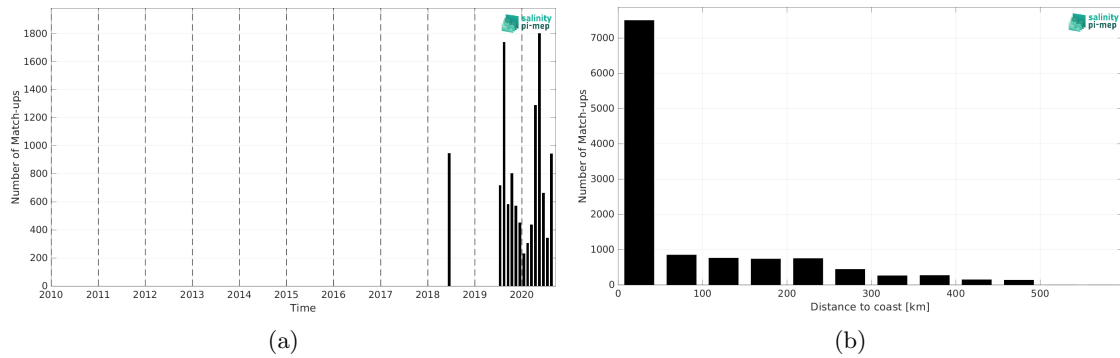 salinity
pi-mep
Number of Match-ups
1800
1600
1400
1200
1000
800
600
400
200
0
2010 2011 2012 2013 2014 2015 2016 2017 2018 2019 2020
Time
(a)
salinity
pi-mep
Number of Match-ups
7000
6000
5000
4000
3000
2000
1000
0
0 100 200 300 400 500
Distance to coast [km]
(b)